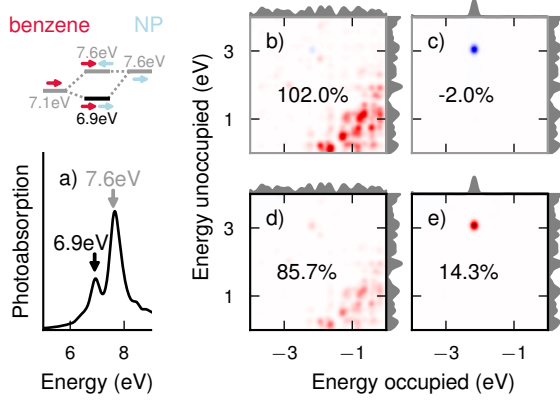 benzene NP
7.6eV 7.6eV
7.1eV
6.9eV
a) 7.6eV
6.9eV
Photoabsorption
6 8
Energy (eV)
Energy unoccupied (eV)
b) c)
3
102.0% -2.0%
1
d) e)
3
85.7% 14.3%
1
−3 −1 −3 −1
Energy occupied (eV)